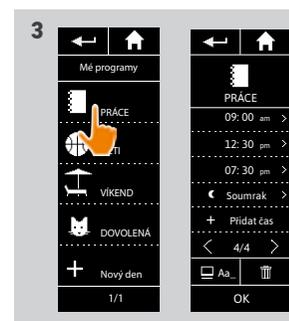 3
Mé programy
PRÁCE
TI
VÍKEND
DOVOLENÁ
Nový den
1/1
PRÁCE
09: 00 am
12: 30 pm
07: 30 pm
Soumrak
Přidat čas
4/4
Aa_
OK